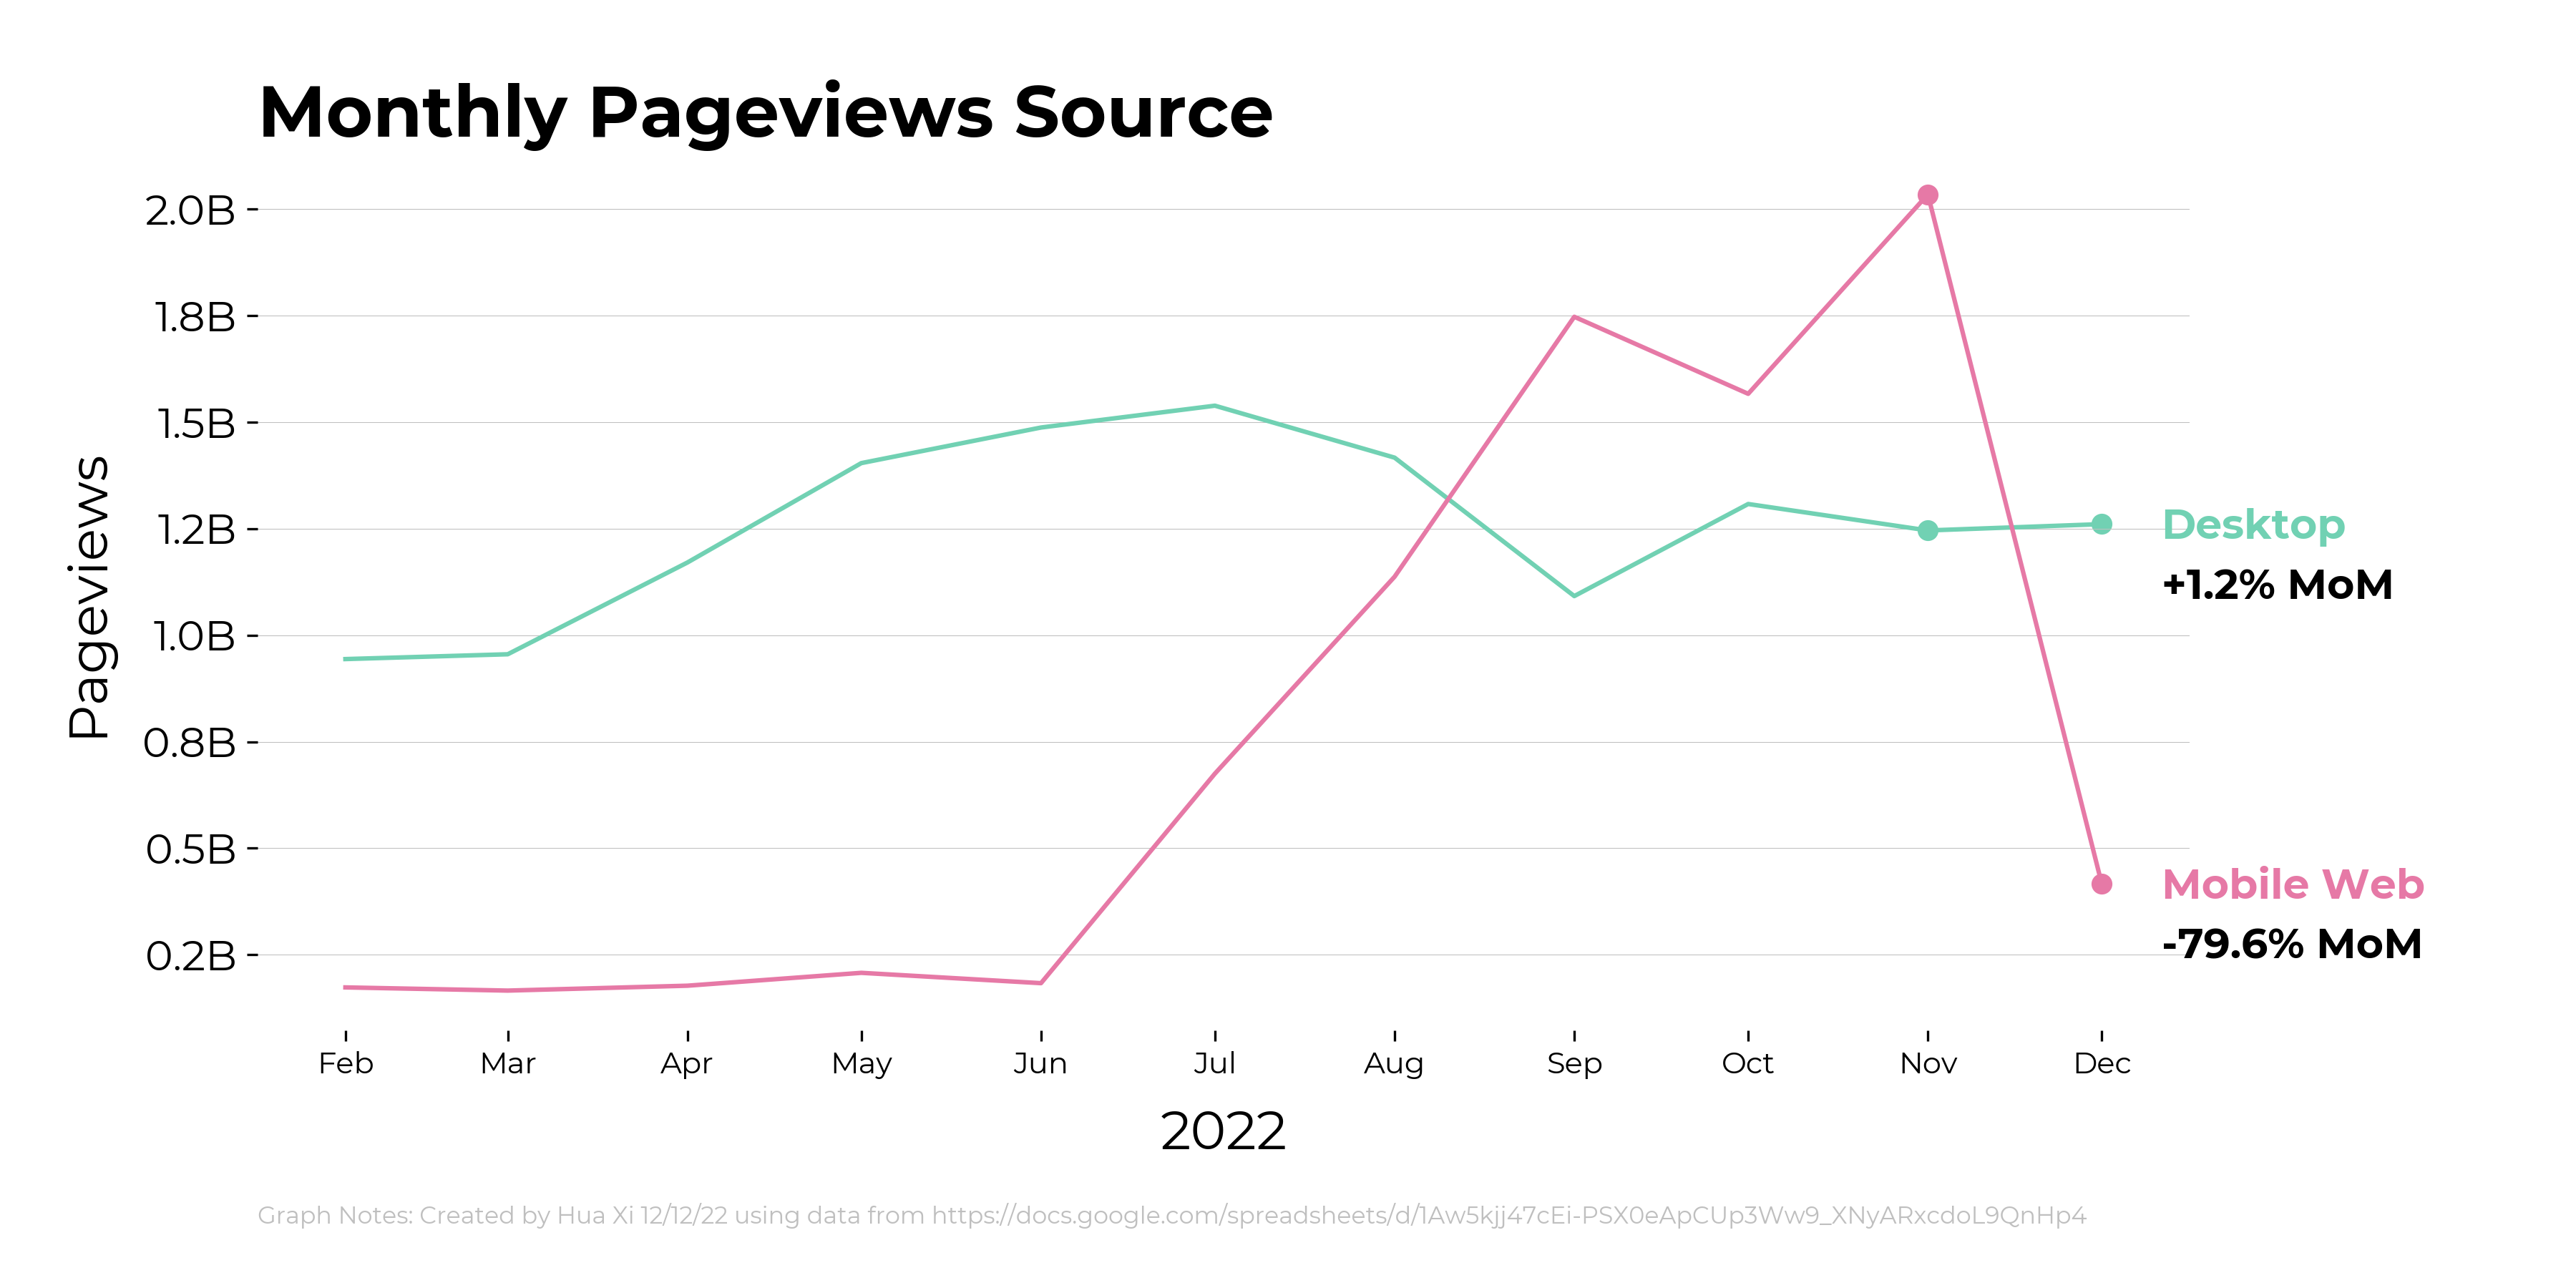 Monthly Pageviews Source
2.0B
1.8B
1.5B
1.2B
1.0B
0.8B
0.5B
0.2B
Pageviews
Desktop
+1.2% MoM
Mobile Web
-79.6% MoM
Feb Mar Apr May Jun Jul Aug Sep Oct Nov Dec
2022
Graph Notes: Created by Hua Xi 12/12/22 using data from https://docs.google.com/spreadsheets/d/1Aw5kjj47cEi-PSX0eApCUp3Ww9_XNyARxcdoL9QnHp4